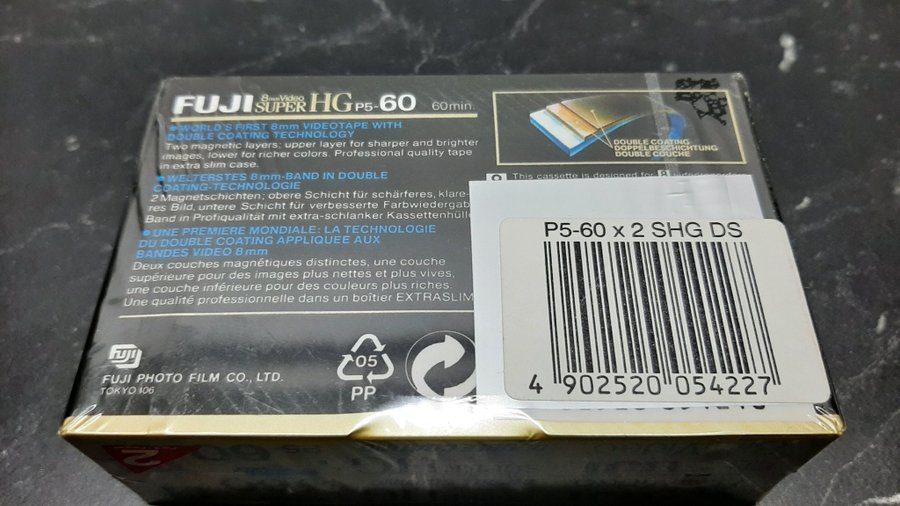 FUJI 8mm Video SUPER HG P5-60 60min.
•WORLD'S FIRST 8mm VIDEOTAPE WITH
DOUBLE COATING TECHNOLOGY
Two magnetic layers: upper layer for sharper and brighter
images, lower for richer colors. Professional quality tape
in extra slim case.
•WELTERSTES 8mm-BAND IN DOUBLE
COATING-TECHNOLOGIE
2 Magnetschichten; obere Schicht für schärferes, klare-
res Bild, untere Schicht für verbesserte Farbwiedergab
Band in Profiqualität mit extra-schlanker Kassettenhülle
•UNE PREMIERE MONDIALE: LA TECHNOLOGIE
DU DOUBLE COATING APPLIQUEE AUX
BANDES VIDEO 8mm
Deux couches magnétiques distinctes, une couche
supérieure pour des images plus nettes et plus vives,
une couche inférieure pour des couleurs plus riches.
Une qualité professionnelle dans un boîtier EXTRASLIM
DOUBLE COATING
DOPPELBESCHICHTUNG
DOUBLE COUCHE
This cassette is designed for 8
P5-60 x 2 SHG DS
4 902520 054227
Fuji
FUJI PHOTO FILM CO., LTD.
TOKYO 106
05
PP
2